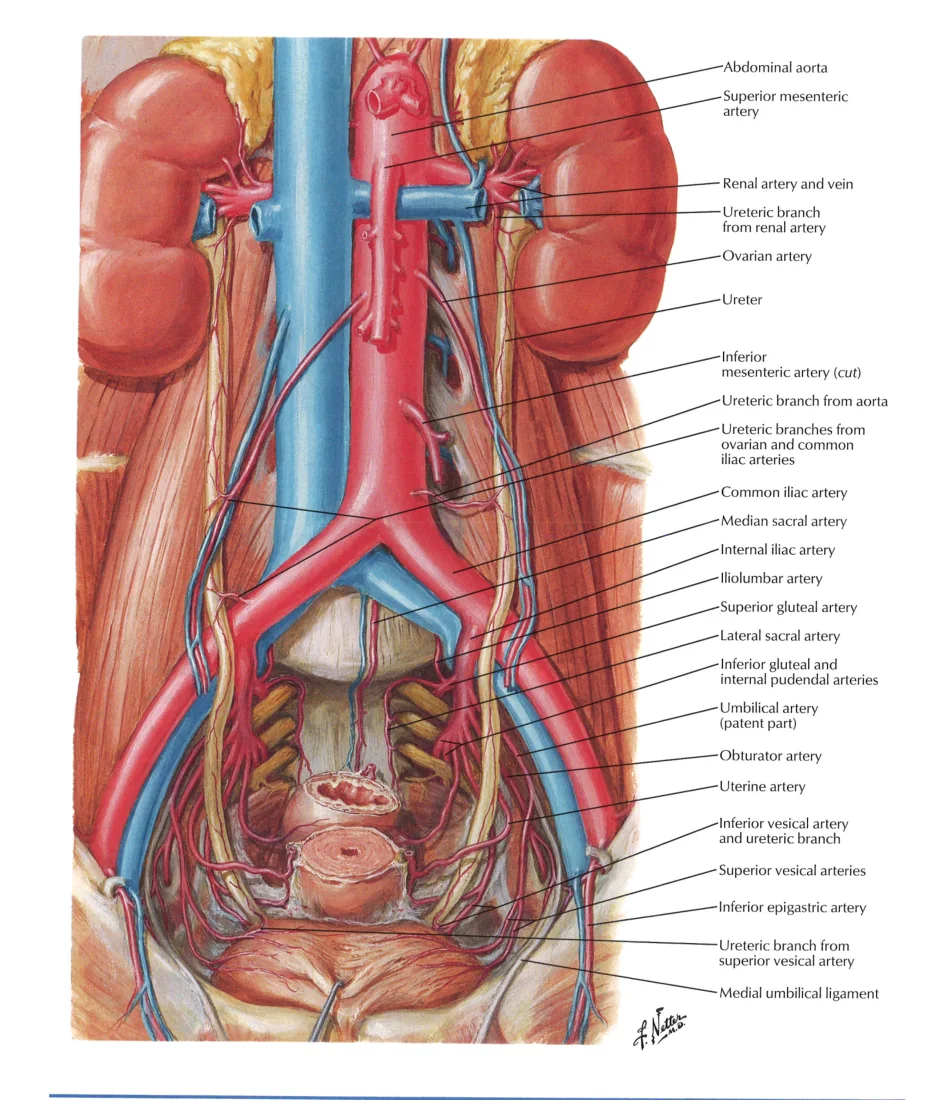 Abdominal aorta
Superior mesenteric
artery
Renal artery and vein
Ureteric branch
from renal artery
Ovarian artery
Ureter
Inferior
mesenteric artery (cut)
Ureteric branch from aorta
Ureteric branches from
ovarian and common
iliac arteries
Common iliac artery
Median sacral artery
Internal iliac artery
Iliolumbar artery
Superior gluteal artery
Lateral sacral artery
Inferior gluteal and
internal pudendal arteries
Umbilical artery
(patent part)
Obturator artery
Uterine artery
Inferior vesical artery
and ureteric branch
Superior vesical arteries
Inferior epigastric artery
Ureteric branch from
superior vesical artery
Medial umbilical ligament
F. Netter
M.D.